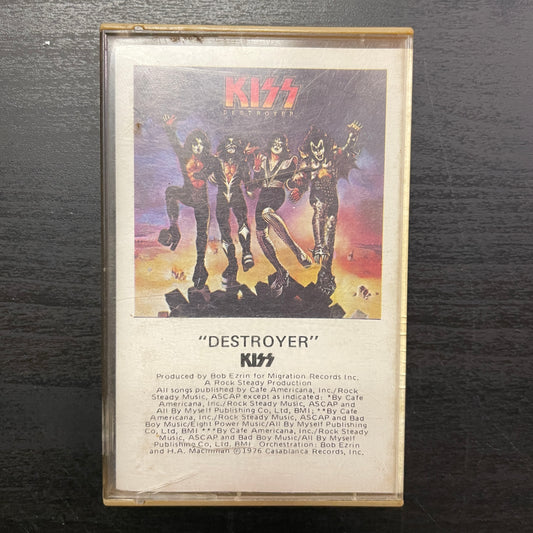 KISS
DESTROYER
"DESTROYER"
KISS
Produced by Bob Ezrin for Migration Records Inc.
A Rock Steady Production
All songs published by Cafe Americana, Inc./Rock
Steady Music, ASCAP except as indicated: *By Cafe
Americana, Inc./Rock Steady Music, ASCAP and
All By Myself Publishing Co, Ltd, BMI; **By Cafe
Americana, Inc./Rock Steady Music, ASCAP and Bad
Boy Music/Eight Power Music/All By Myself Publishing
Co, Ltd, BMI ***By Cafe Americana, Inc./Rock Steady
Music, ASCAP and Bad Boy Music/All By Myself
Publishing Co, Ltd, BMI. Orchestration: Bob Ezrin
and H.A. Macmillan ℗1976 Casablanca Records, Inc.